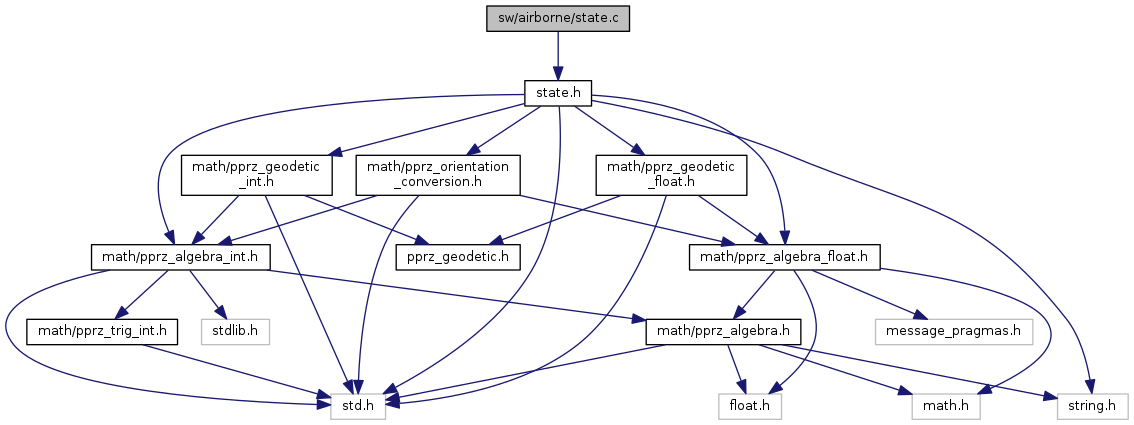 sw/airborne/state.c
state.h
math/pprz_geodetic
_int.h
math/pprz_orientation
_conversion.h
math/pprz_geodetic
_float.h
math/pprz_algebra_int.h
pprz_geodetic.h
math/pprz_algebra_float.h
math/pprz_trig_int.h
stdlib.h
math/pprz_algebra.h
message_pragmas.h
std.h
float.h
math.h
string.h